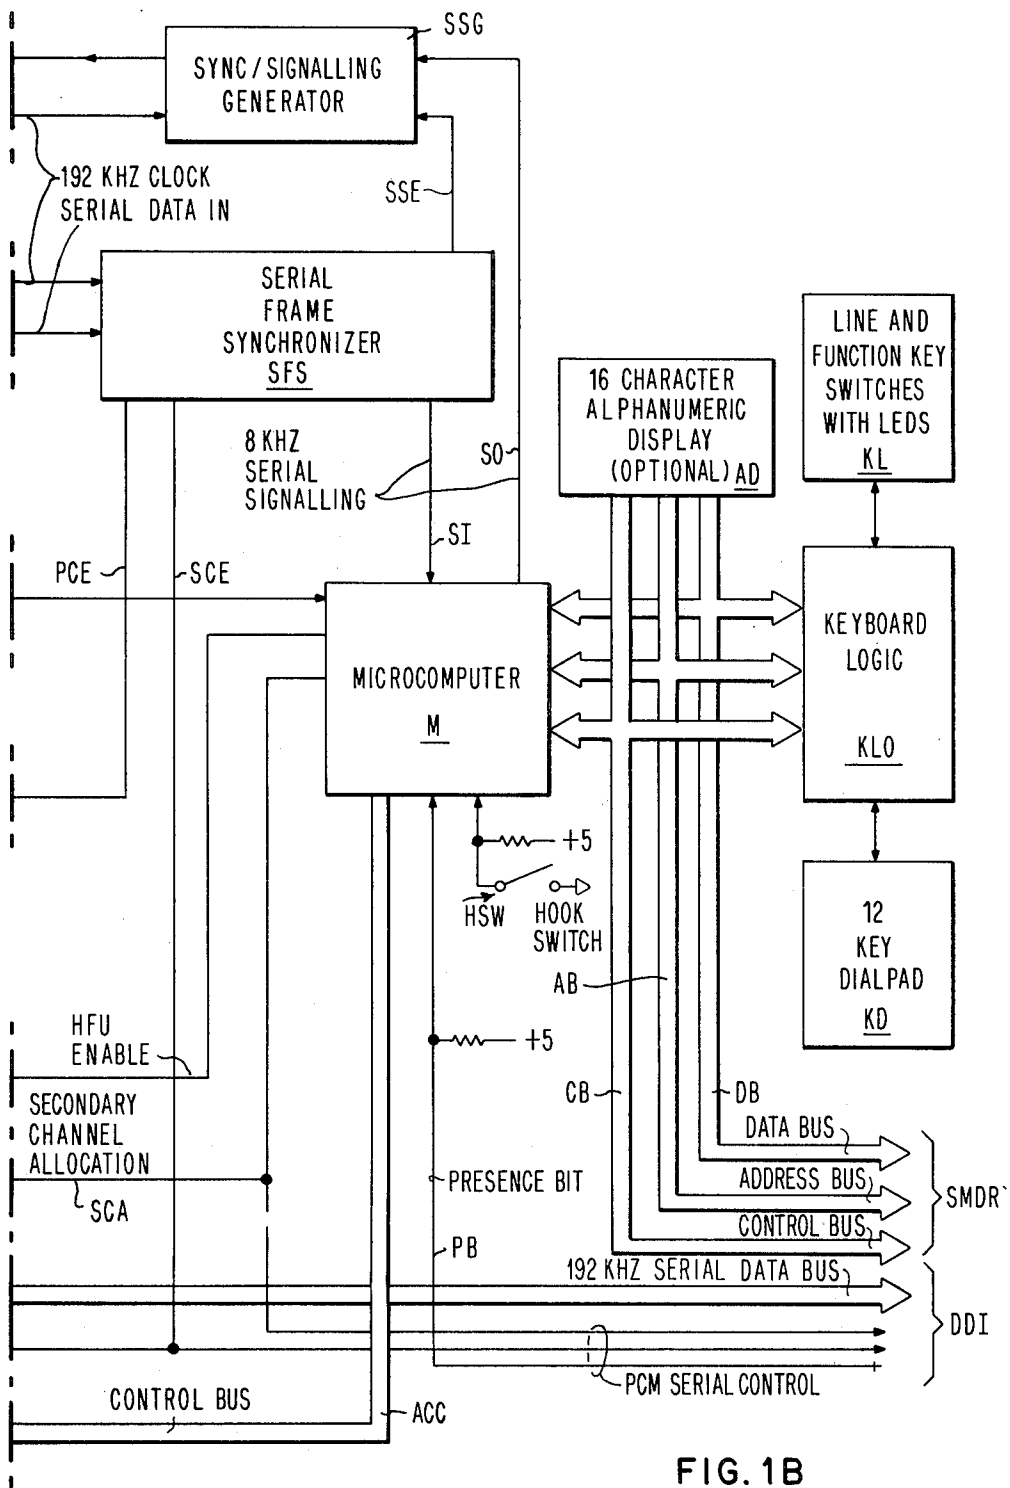 SSG
SYNC/SIGNALLING
GENERATOR
192 KHZ CLOCK
SERIAL DATA IN
SSE
SERIAL
FRAME
SYNCHRONIZER
SFS
LINE AND
FUNCTION KEY
SWITCHES
WITH LEDS
KL
16 CHARACTER
ALPHANUMERIC
DISPLAY
(OPTIONAL) AD
8 KHZ
SERIAL
SIGNALLING
SO
SI
PCE
SCE
MICROCOMPUTER
M
KEYBOARD
LOGIC
KLO
+5
HSW
HOOK
SWITCH
12
KEY
DIALPAD
KD
AB
+5
HFU
ENABLE
CB
DB
SECONDARY
CHANNEL
ALLOCATION
SCA
DATA BUS
PRESENCE BIT
ADDRESS BUS
SMDR
CONTROL BUS
PB
192 KHZ SERIAL DATA BUS
DDI
PCM SERIAL CONTROL
CONTROL BUS
ACC
FIG. 1B